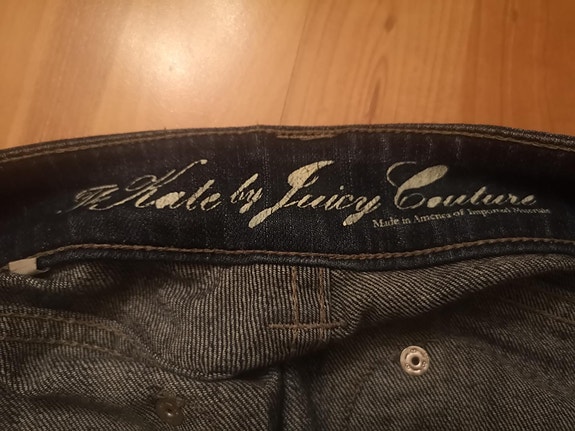 The Kate by Juicy Couture
Made in America of Imported Materials